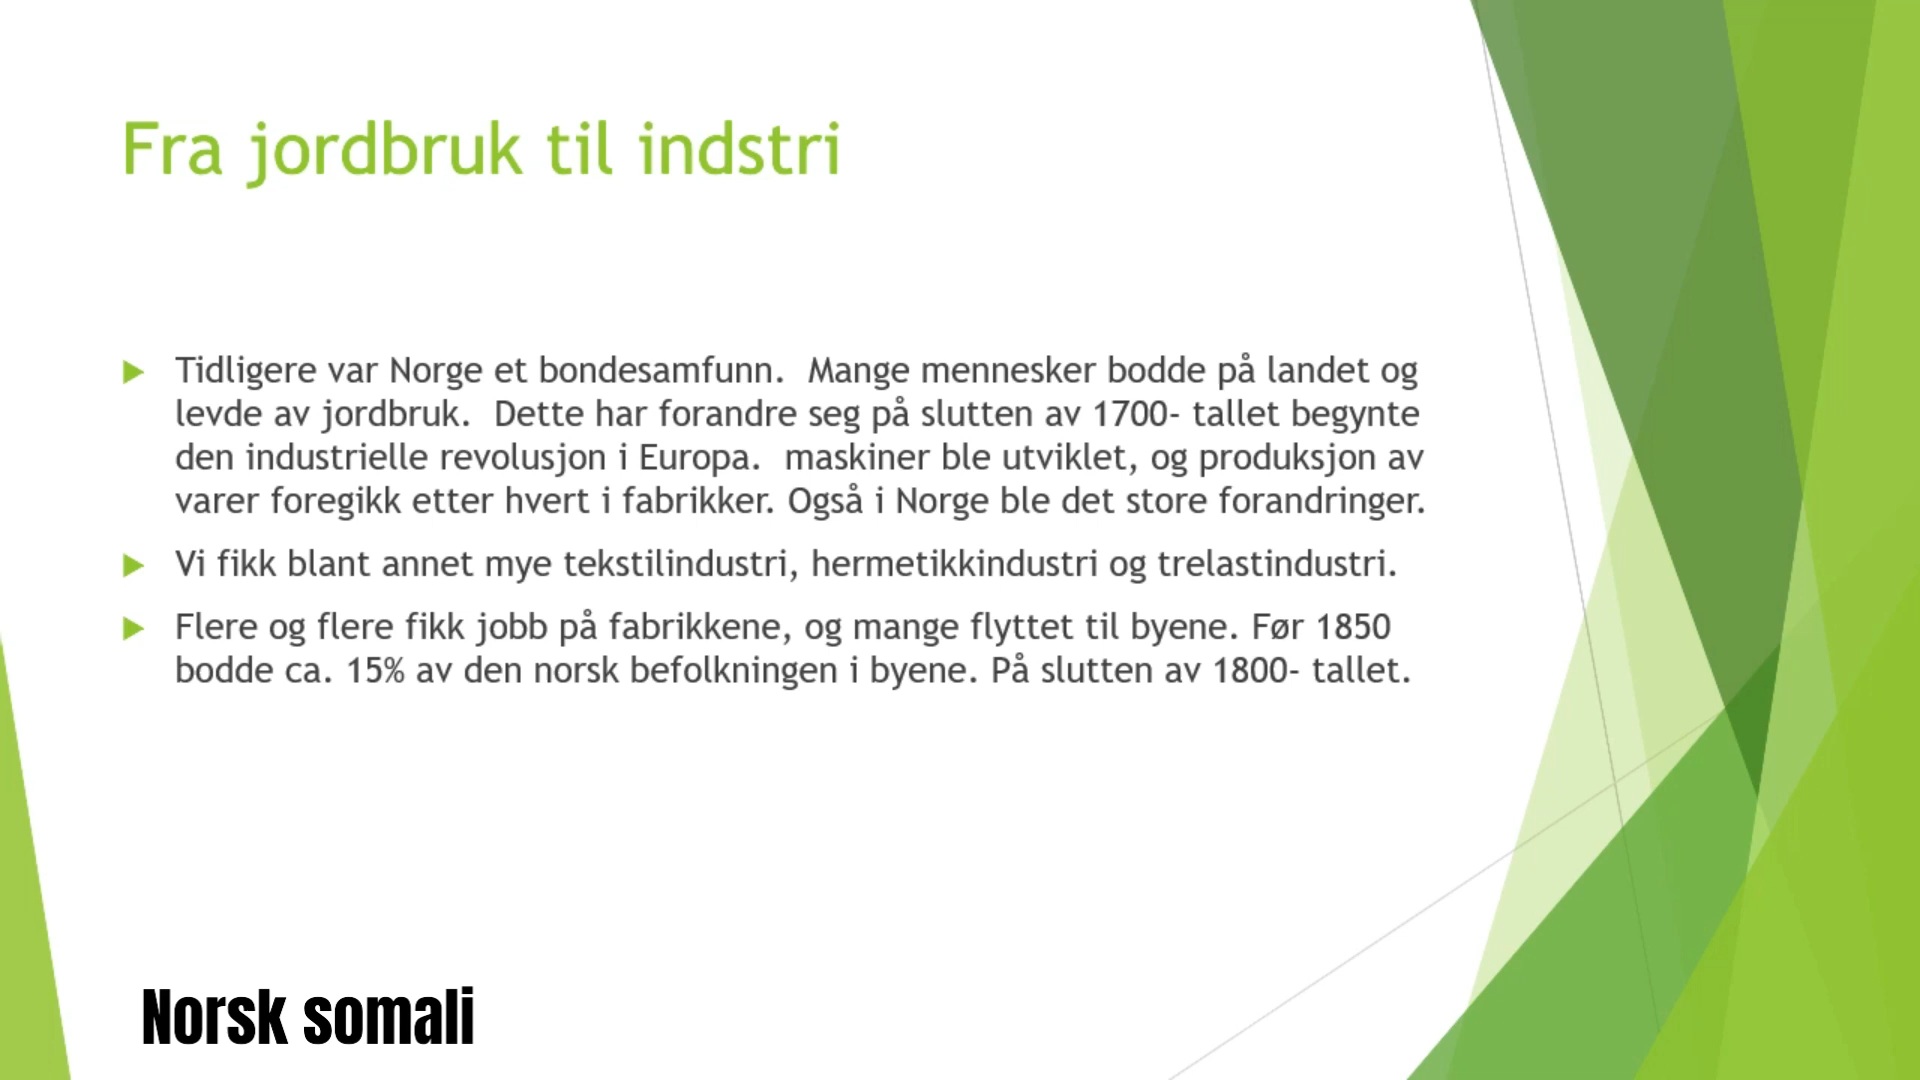 Fra jordbruk til indstri
Tidligere var Norge et bondesamfunn.  Mange mennesker bodde på landet og
levde av jordbruk.  Dette har forandre seg på slutten av 1700- tallet begynte
den industrielle revolusjon i Europa.  maskiner ble utviklet, og produksjon av
varer foregikk etter hvert i fabrikker. Også i Norge ble det store forandringer.
Vi fikk blant annet mye tekstilindustri, hermetikkindustri og trelastindustri.
Flere og flere fikk jobb på fabrikkene, og mange flyttet til byene. Før 1850
bodde ca. 15% av den norsk befolkningen i byene. På slutten av 1800- tallet.
Norsk somali